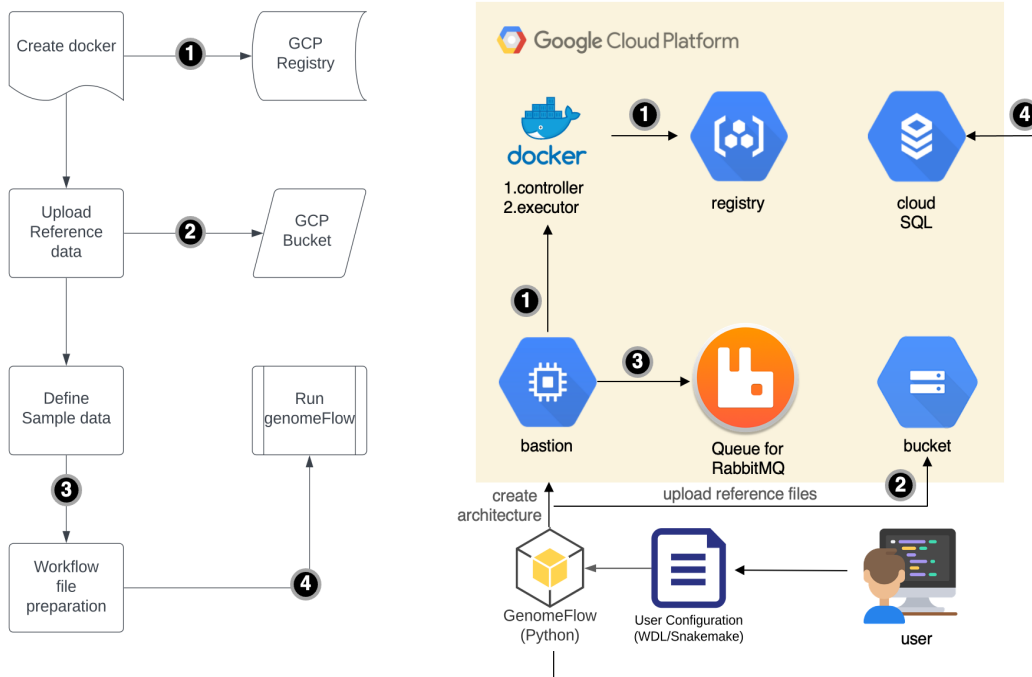 Create docker
1
GCP
Registry
Upload
Reference
data
2
GCP
Bucket
Define
Sample data
3
Run
genomeFlow
Workflow
file
preparation
4
Google Cloud Platform
docker
1.controller
2.executor
1
registry
cloud
SQL
4
1
bastion
3
Queue for
RabbitMQ
bucket
create
architecture
upload reference files
2
GenomeFlow
(Python)
User Configuration
(WDL/Snakemake)
user